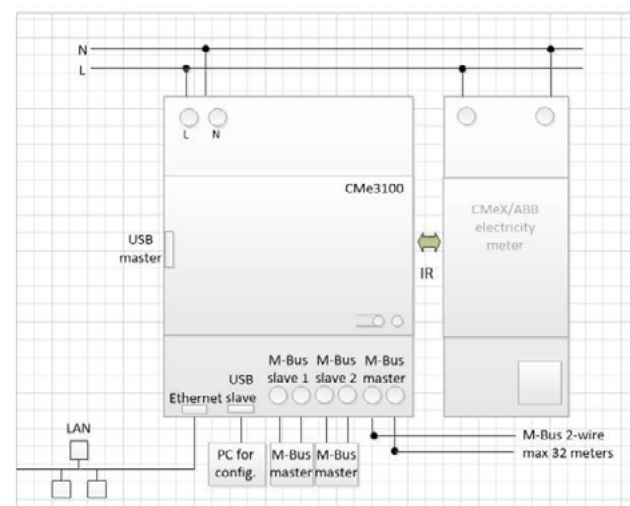 N
L
L N
CMe3100
CMeX/ABB
electricity
meter
USB
master
IR
M-Bus M-Bus M-Bus
slave 1 slave 2 master
USB
slave
Ethernet
LAN
PC for
config.
M-Bus
master
M-Bus
master
M-Bus 2-wire
max 32 meters